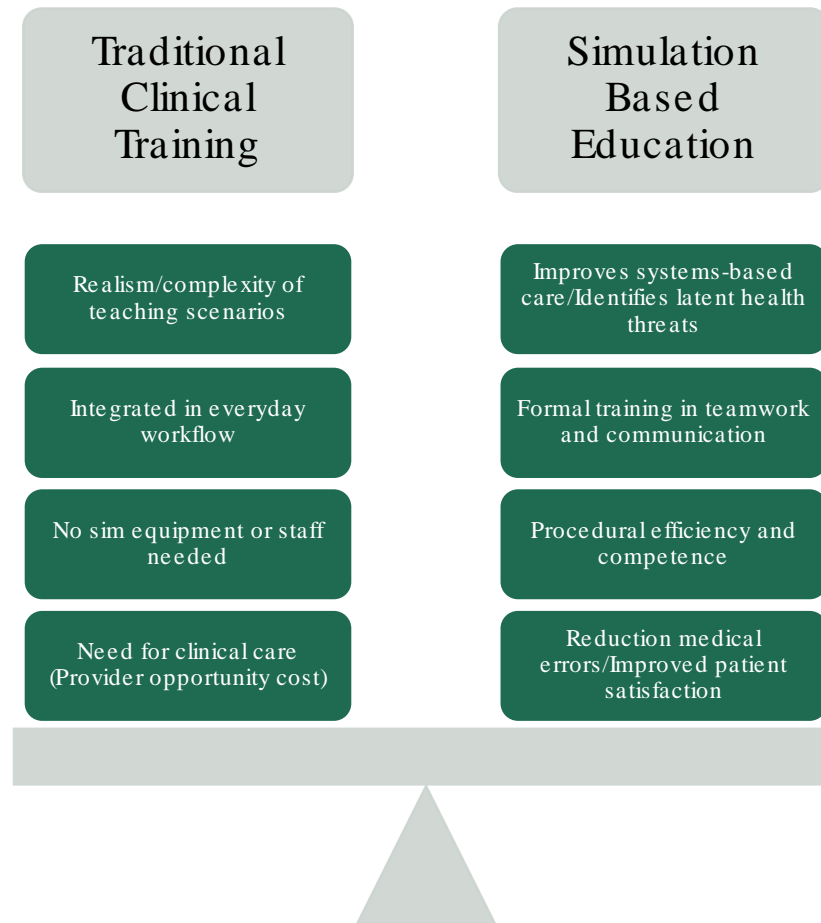 Traditional
Clinical
Training
Realism/complexity of
teaching scenarios
Integrated in everyday
workflow
No sim equipment or staff
needed
Need for clinical care
(Provider opportunity cost)
Simulation
Based
Education
Improves systems-based
care/Identifies latent health
threats
Formal training in teamwork
and communication
Procedural efficiency and
competence
Reduction medical
errors/Improved patient
satisfaction